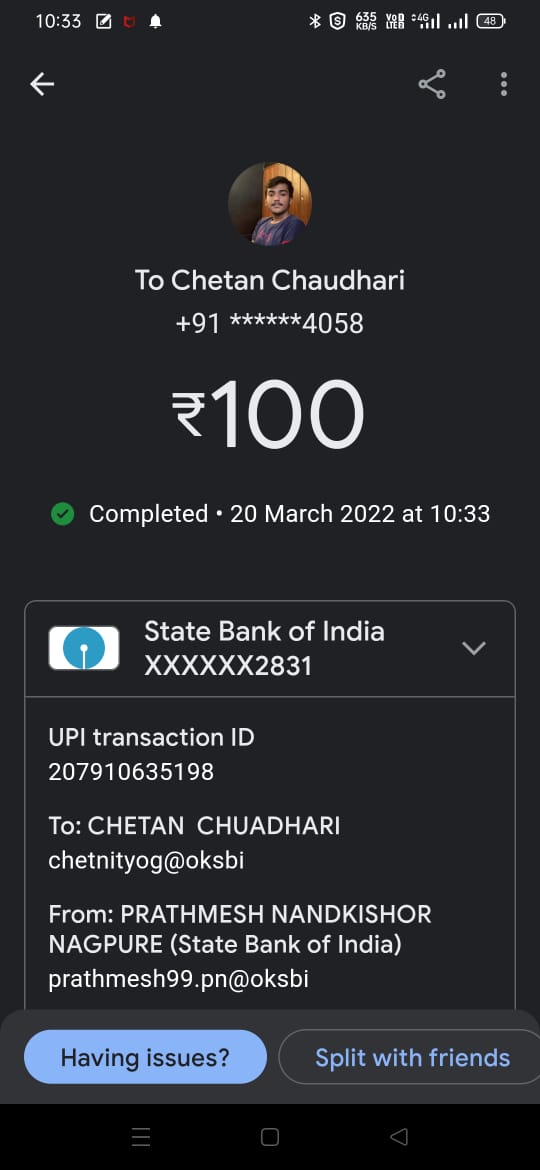 10:33
635 KB/S VoD LTE 4G 48
To Chetan Chaudhari
+91 ******4058
₹100
Completed • 20 March 2022 at 10:33
State Bank of India
XXXXXX2831
UPI transaction ID
207910635198
To: CHETAN  CHUADHARI
chetnityog@oksbi
From: PRATHMESH NANDKISHOR
NAGPURE (State Bank of India)
prathmesh99.pn@oksbi
Having issues?
Split with friends